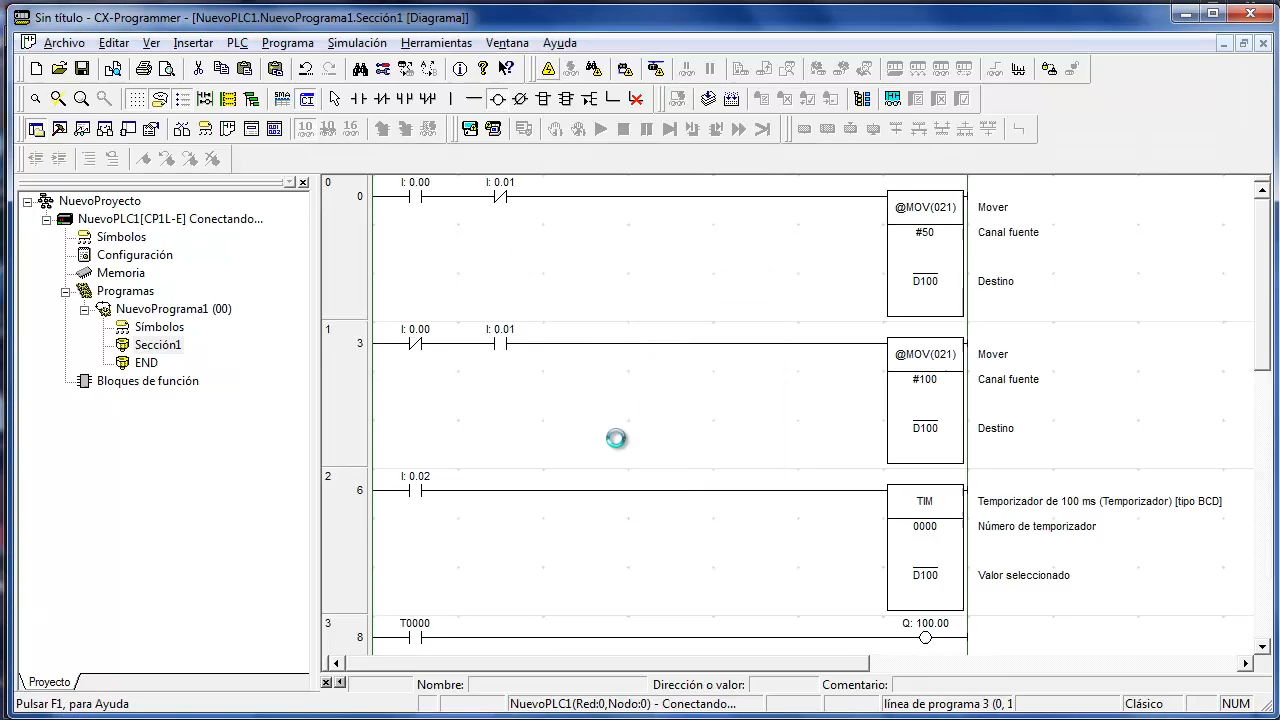 Sin título - CX-Programmer - [NuevoPLC1.NuevoPrograma1.Sección1 [Diagrama]]
Archivo Editar Ver Insertar PLC Programa Simulación Herramientas Ventana Ayuda
10 10 16
NuevoProyecto
NuevoPLC1[CP1L-E] Conectando...
Símbolos
Configuración
Memoria
Programas
NuevoPrograma1 (00)
Símbolos
Sección1
END
Bloques de función
Proyecto
0
0
I: 0.00 I: 0.01
@MOV(021) Mover
#50 Canal fuente
D100 Destino
1
3
I: 0.00 I: 0.01
@MOV(021) Mover
#100 Canal fuente
D100 Destino
2
6
I: 0.02
TIM Temporizador de 100 ms (Temporizador) [tipo BCD]
0000 Número de temporizador
D100 Valor seleccionado
3
8
T0000 Q: 100.00
Nombre: Dirección o valor: Comentario:
Pulsar F1, para Ayuda NuevoPLC1(Red:0,Nodo:0) - Conectando... línea de programa 3 (0, 1 Clásico NUM